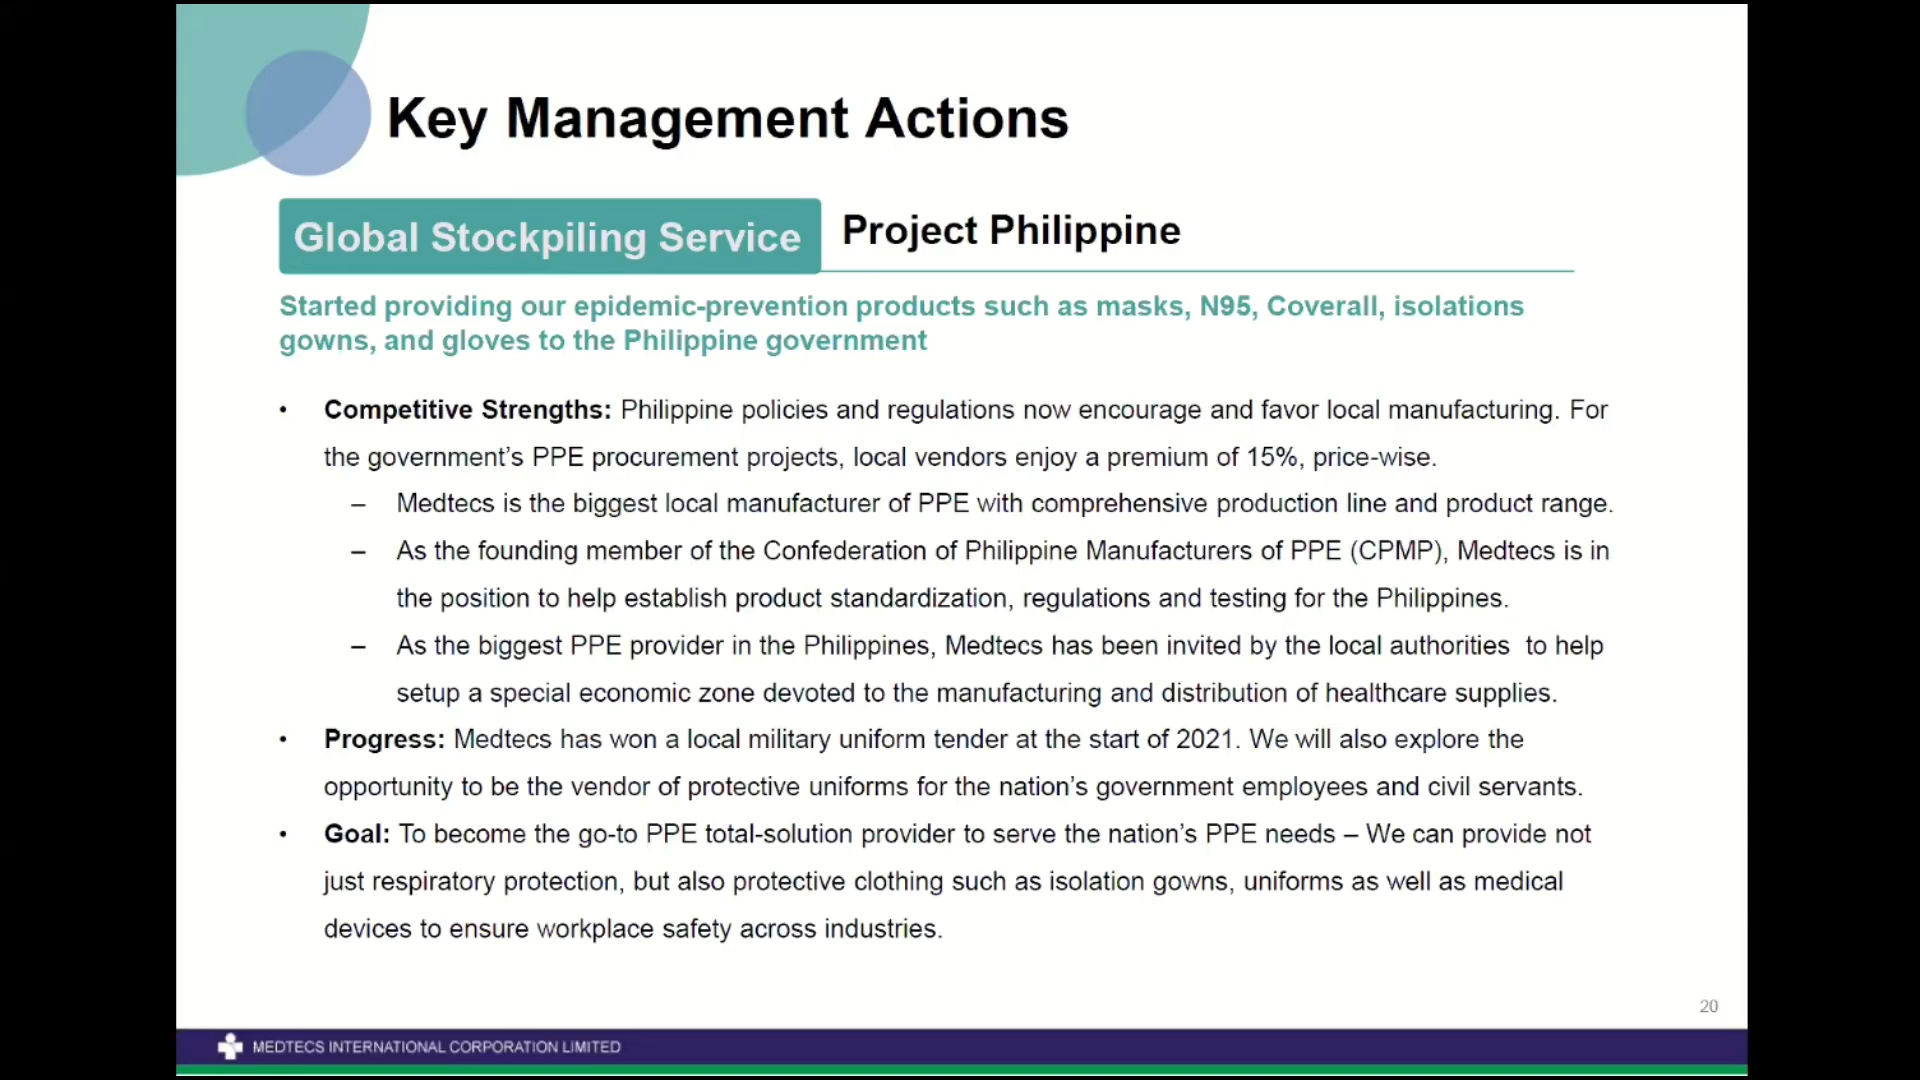 Key Management Actions
Global Stockpiling Service
Project Philippine
Started providing our epidemic-prevention products such as masks, N95, Coverall, isolations
gowns, and gloves to the Philippine government
• Competitive Strengths: Philippine policies and regulations now encourage and favor local manufacturing. For
the government’s PPE procurement projects, local vendors enjoy a premium of 15%, price-wise.
– Medtecs is the biggest local manufacturer of PPE with comprehensive production line and product range.
– As the founding member of the Confederation of Philippine Manufacturers of PPE (CPMP), Medtecs is in
the position to help establish product standardization, regulations and testing for the Philippines.
– As the biggest PPE provider in the Philippines, Medtecs has been invited by the local authorities to help
setup a special economic zone devoted to the manufacturing and distribution of healthcare supplies.
• Progress: Medtecs has won a local military uniform tender at the start of 2021. We will also explore the
opportunity to be the vendor of protective uniforms for the nation’s government employees and civil servants.
• Goal: To become the go-to PPE total-solution provider to serve the nation’s PPE needs – We can provide not
just respiratory protection, but also protective clothing such as isolation gowns, uniforms as well as medical
devices to ensure workplace safety across industries.
20
MEDTECS INTERNATIONAL CORPORATION LIMITED